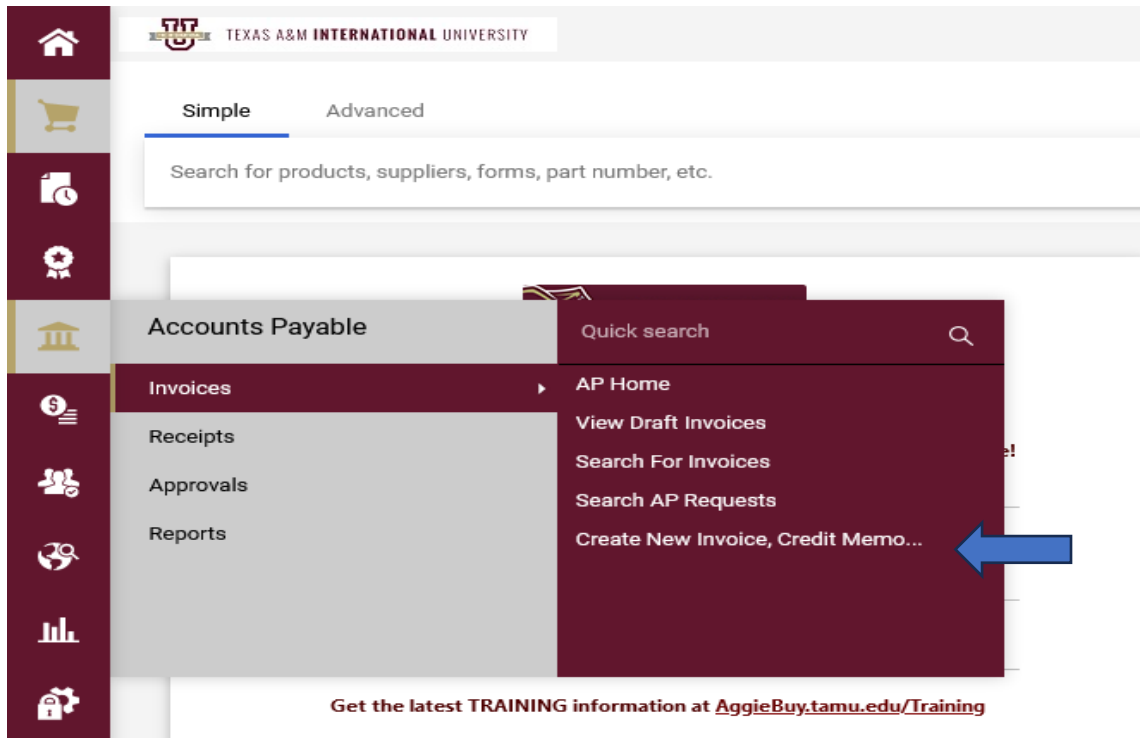 TEXAS A&M INTERNATIONAL UNIVERSITY
Simple
Advanced
Search for products, suppliers, forms, part number, etc.
Accounts Payable
Quick search
Invoices
Receipts
Approvals
Reports
AP Home
View Draft Invoices
Search For Invoices
Search AP Requests
Create New Invoice, Credit Memo...
e!
Get the latest TRAINING information at AggieBuy.tamu.edu/Training